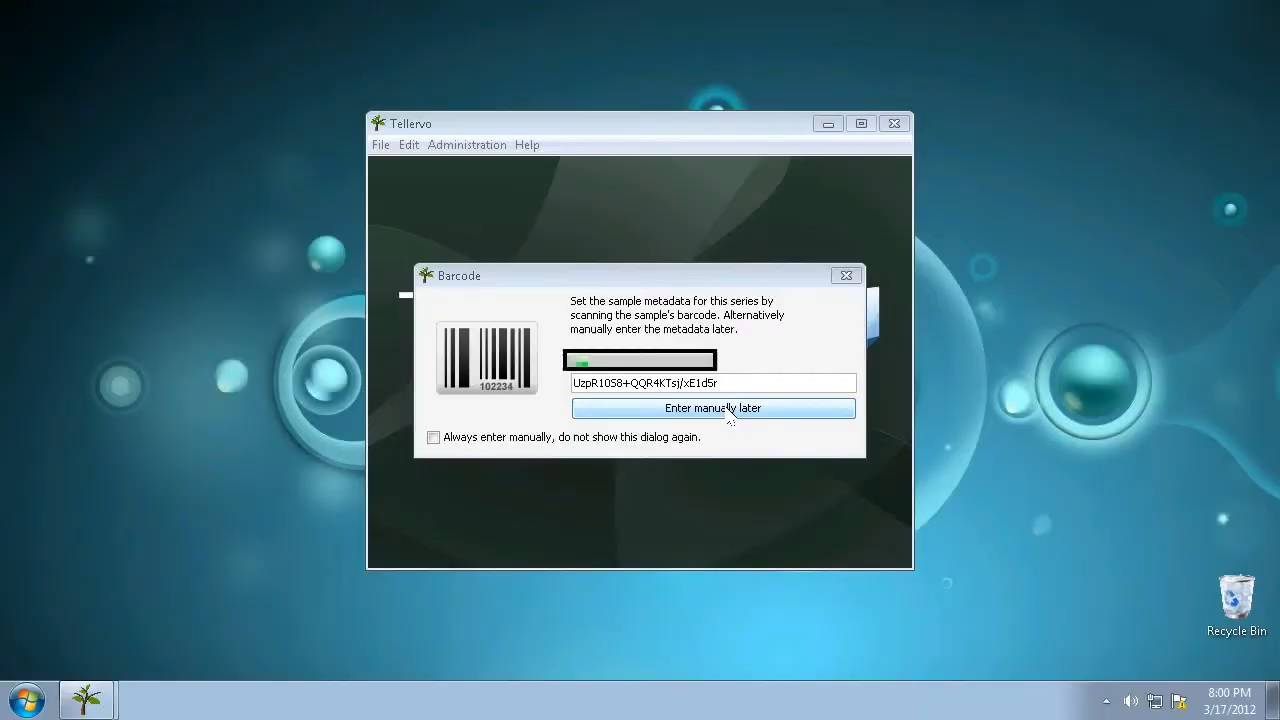 Tellervo
File Edit Administration Help
Barcode
Set the sample metadata for this series by
scanning the sample's barcode. Alternatively
manually enter the metadata later.
102234
UzpR10S8+QQR4KTsj/xE1d5r
Enter manually later
Always enter manually, do not show this dialog again.
Recycle Bin
8:00 PM
3/17/2012